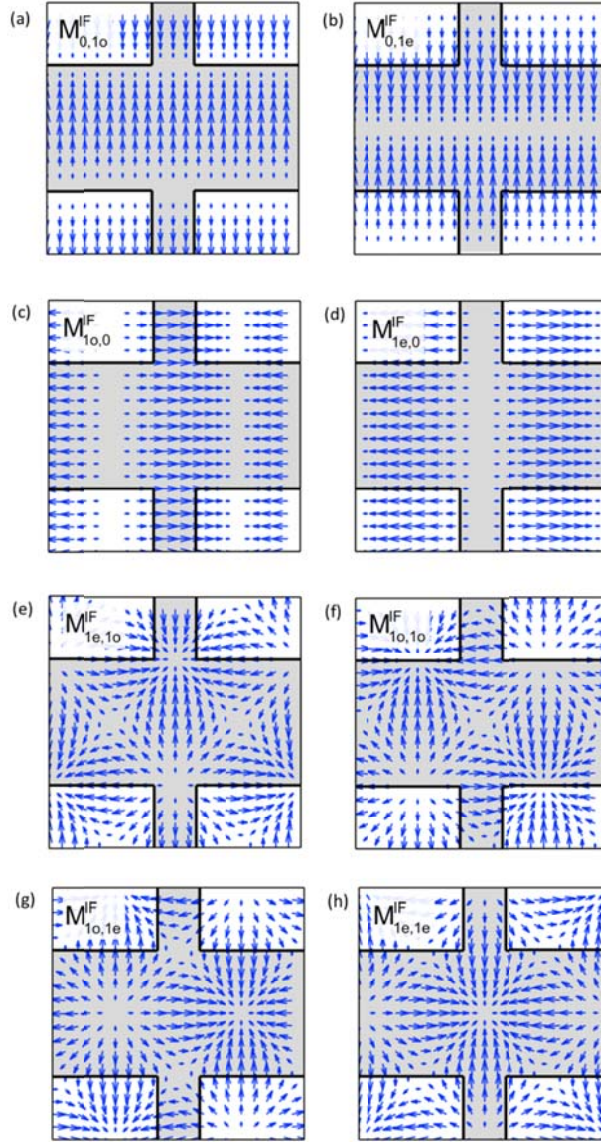 (a) M^IF_0,1o
(b) M^IF_0,1e
(c) M^IF_1o,0
(d) M^IF_1e,0
(e) M^IF_1e,1o
(f) M^IF_1o,1o
(g) M^IF_1o,1e
(h) M^IF_1e,1e